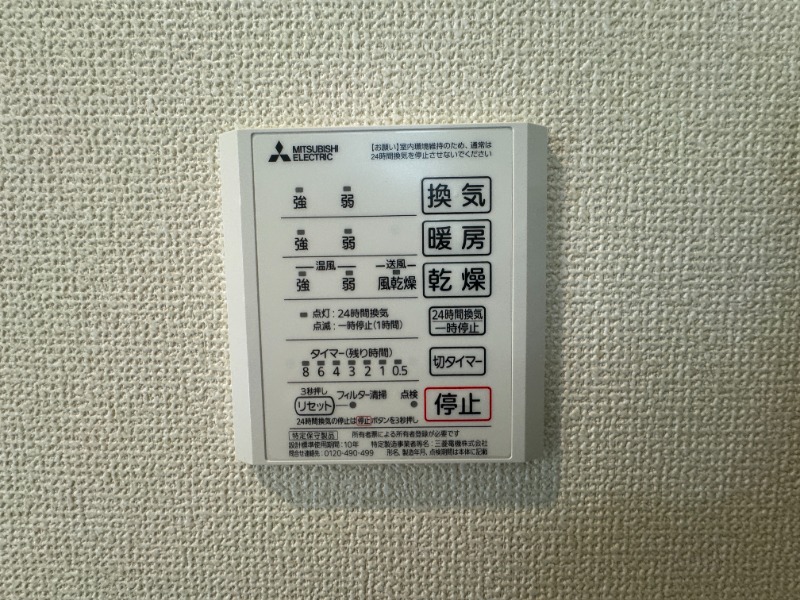 MITSUBISHI
ELECTRIC
【お願い】室内環境維持のため、通常は
24時間換気を停止させないでください
強 弱 換気
強 弱 暖房
温風 送風
強 弱 風乾燥 乾燥
点灯:24時間換気
点滅:一時停止(1時間)
24時間換気
一時停止
タイマー(残り時間)
8 6 4 3 2 1 0.5
切タイマー
3秒押し
リセット フィルター清掃 点検
停止
24時間換気の停止は停止ボタンを3秒押し
特定保守製品 所有者票による所有者登録が必要です
設計標準使用期間:10年 特定製造事業者等名:三菱電機株式会社
問合せ連絡先:0120-490-499 形名、製造年月、点検期間は本体に記載